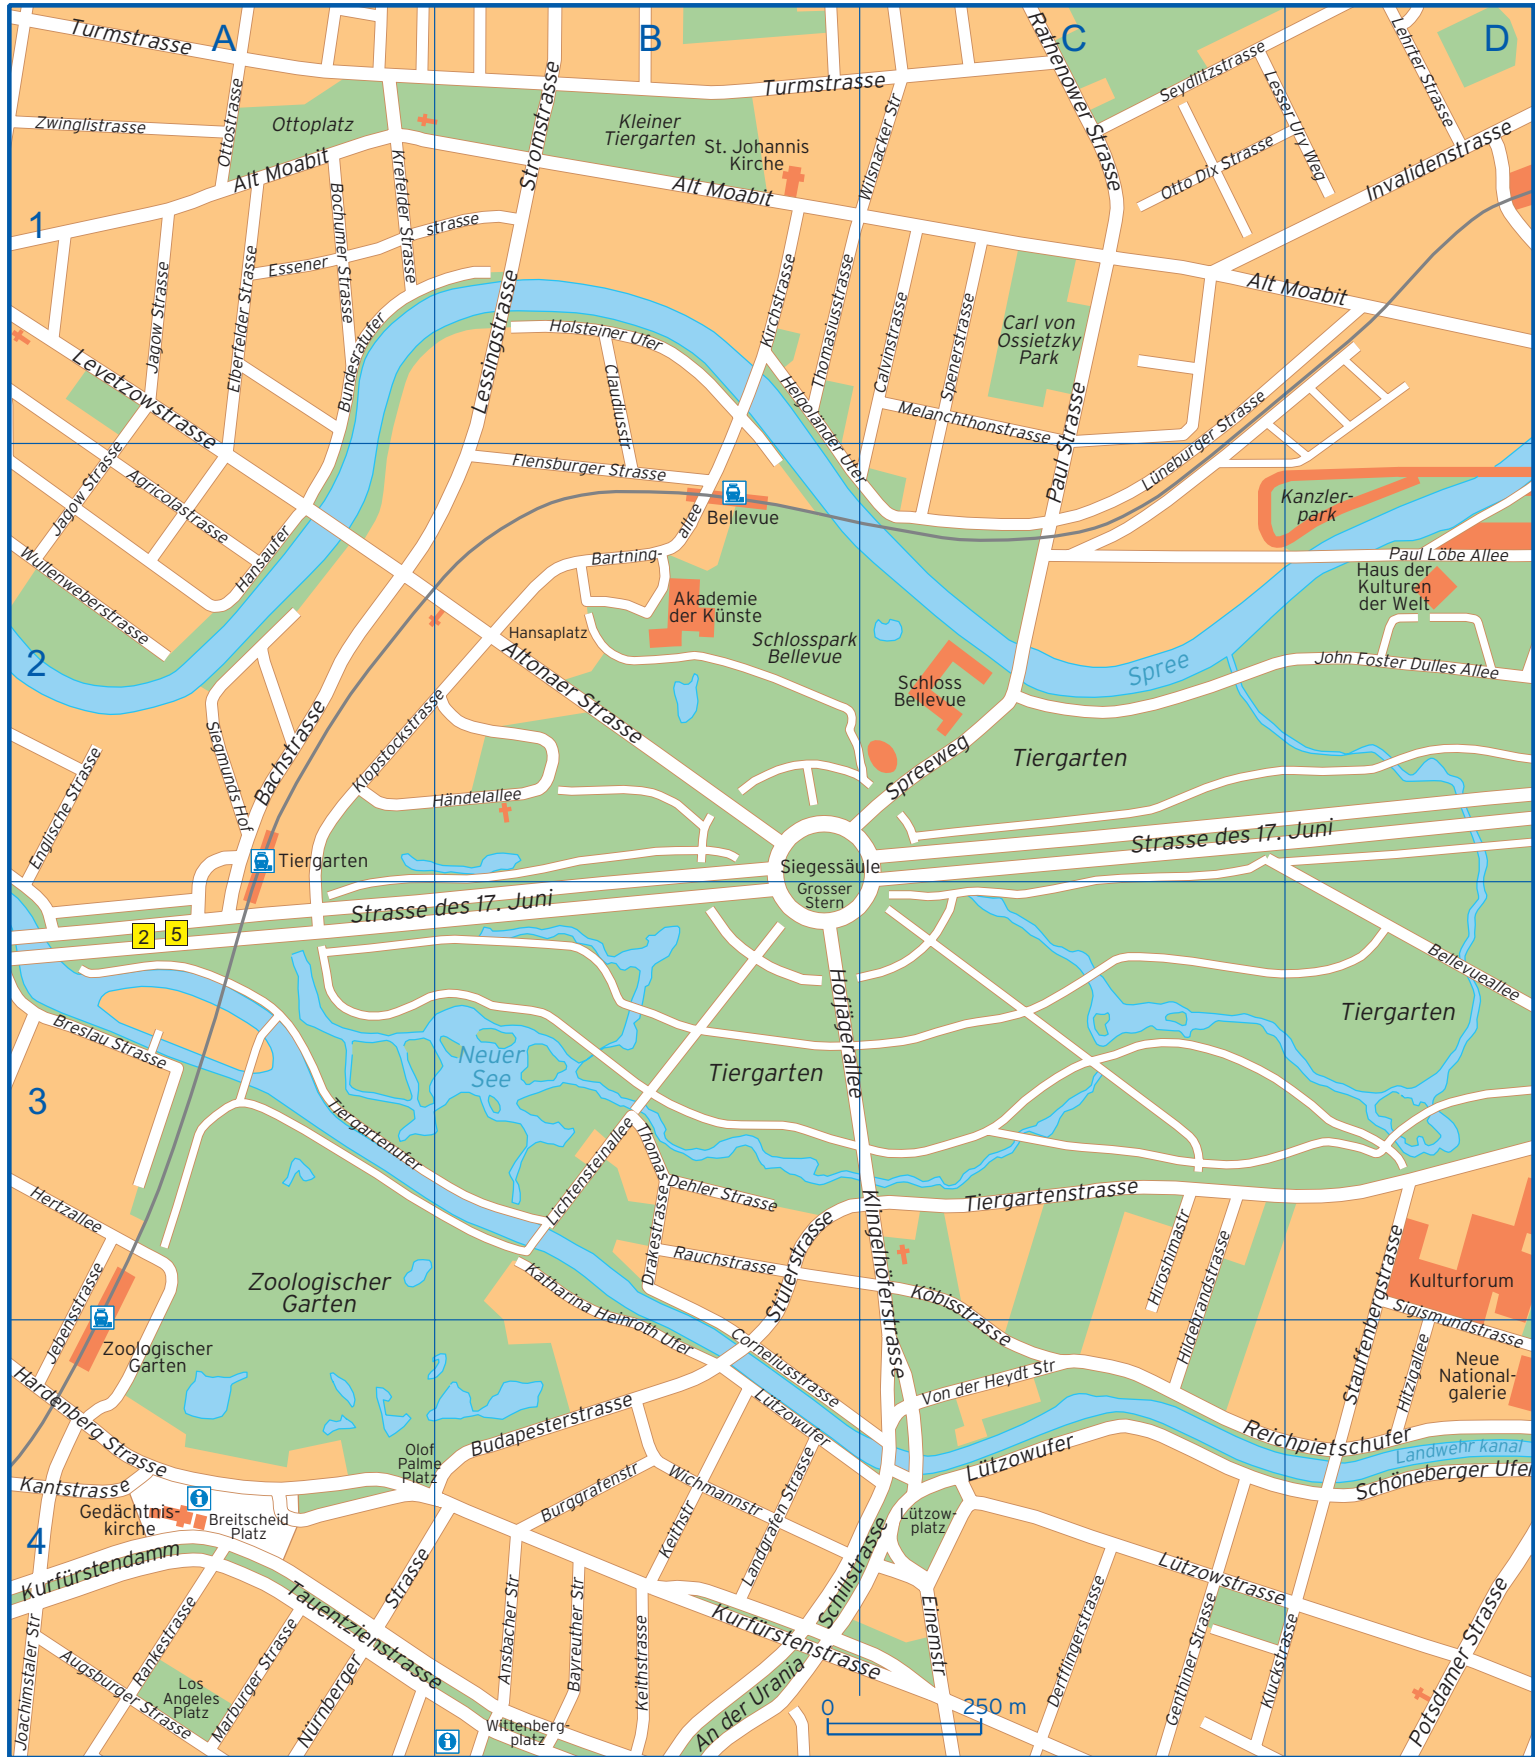 A
B
C
D
Turmstrasse
Turmstrasse
Rathenower Strasse
Lehrter Strasse
Seydlitzstrasse
Lesser Ury Weg
Zwinglistrasse
Ottostrasse
Ottoplatz
Stromstrasse
Kleiner
Tiergarten
St. Johannis
Kirche
Wilsnacker Str
Otto Dix Strasse
Invalidenstrasse
Alt Moabit
Alt Moabit
Alt Moabit
1
Krefelder Strasse
Bochumer Strasse
Essener
strasse
Jagow Strasse
Elberfelder Strasse
Bundesratufer
Lessingstrasse
Holsteiner Ufer
Claudiusstr
Kirchstrasse
Thomasiusstrasse
Calvinstrasse
Spenerstrasse
Carl von
Ossietzky
Park
Paul Strasse
Melanchthonstrasse
Helgoländer Ufer
Lüneburger Strasse
Levetzowstrasse
Jagow Strasse
Agricolastrasse
Hansaufer
Wullenweberstrasse
Flensburger Strasse
Bellevue
allee
Bartning-
Kanzler-
park
Paul Löbe Allee
Haus der
Kulturen
der Welt
Akademie
der Künste
Hansaplatz
Schlosspark
Bellevue
Schloss
Bellevue
Spree
John Foster Dulles Allee
2
Altonaer Strasse
Siegmunds Hof
Bachstrasse
Klopstockstrasse
Händelallee
Englische Strasse
Spreeweg
Tiergarten
Tiergarten
Strasse des 17. Juni
Siegessäule
Grosser
Stern
Strasse des 17. Juni
2
5
Bellevueallee
Hofjägerallee
Tiergarten
Breslau Strasse
Neuer
See
Tiergarten
3
Tiergartenufer
Lichtensteinallee
Thomas
Dehler Strasse
Drakestrasse
Rauchstrasse
Stülerstrasse
Klingelhöferstrasse
Tiergartenstrasse
Hiroshimastr
Hildebrandstrasse
Stauffenbergstrasse
Kulturforum
Sigismundstrasse
Hertzallee
Jebensstrasse
Zoologischer
Garten
Zoologischer
Garten
Katharina Heinroth Ufer
Corneliusstrasse
Köbisstrasse
Von der Heydt Str
Hitzigallee
Neue
National-
galerie
Lützowufer
Hardenberg Strasse
Budapesterstrasse
Olof
Palme
Platz
Reichpietschufer
Landwehr kanal
Lützowufer
Schöneberger Ufer
Kantstrasse
Gedächtnis-
kirche
Breitscheid
Platz
Burggrafenstr
Wichmannstr
Keithstr
Landgrafen Strasse
Schillstrasse
Lützow-
platz
4
Kurfürstendamm
Tauentzienstrasse
Strasse
Nürnberger
Ansbacher Str
Bayreuther Str
Keithstrasse
Kurfürstenstrasse
Einemstr
Lützowstrasse
Derfflingerstrasse
Genthiner Strasse
Kluckstrasse
Potsdamer Strasse
Joachimstaler Str
Augsburger Strasse
Rankestrasse
Los
Angeles
Platz
Marburger Strasse
Wittenberg-
platz
An der Urania
0
250 m